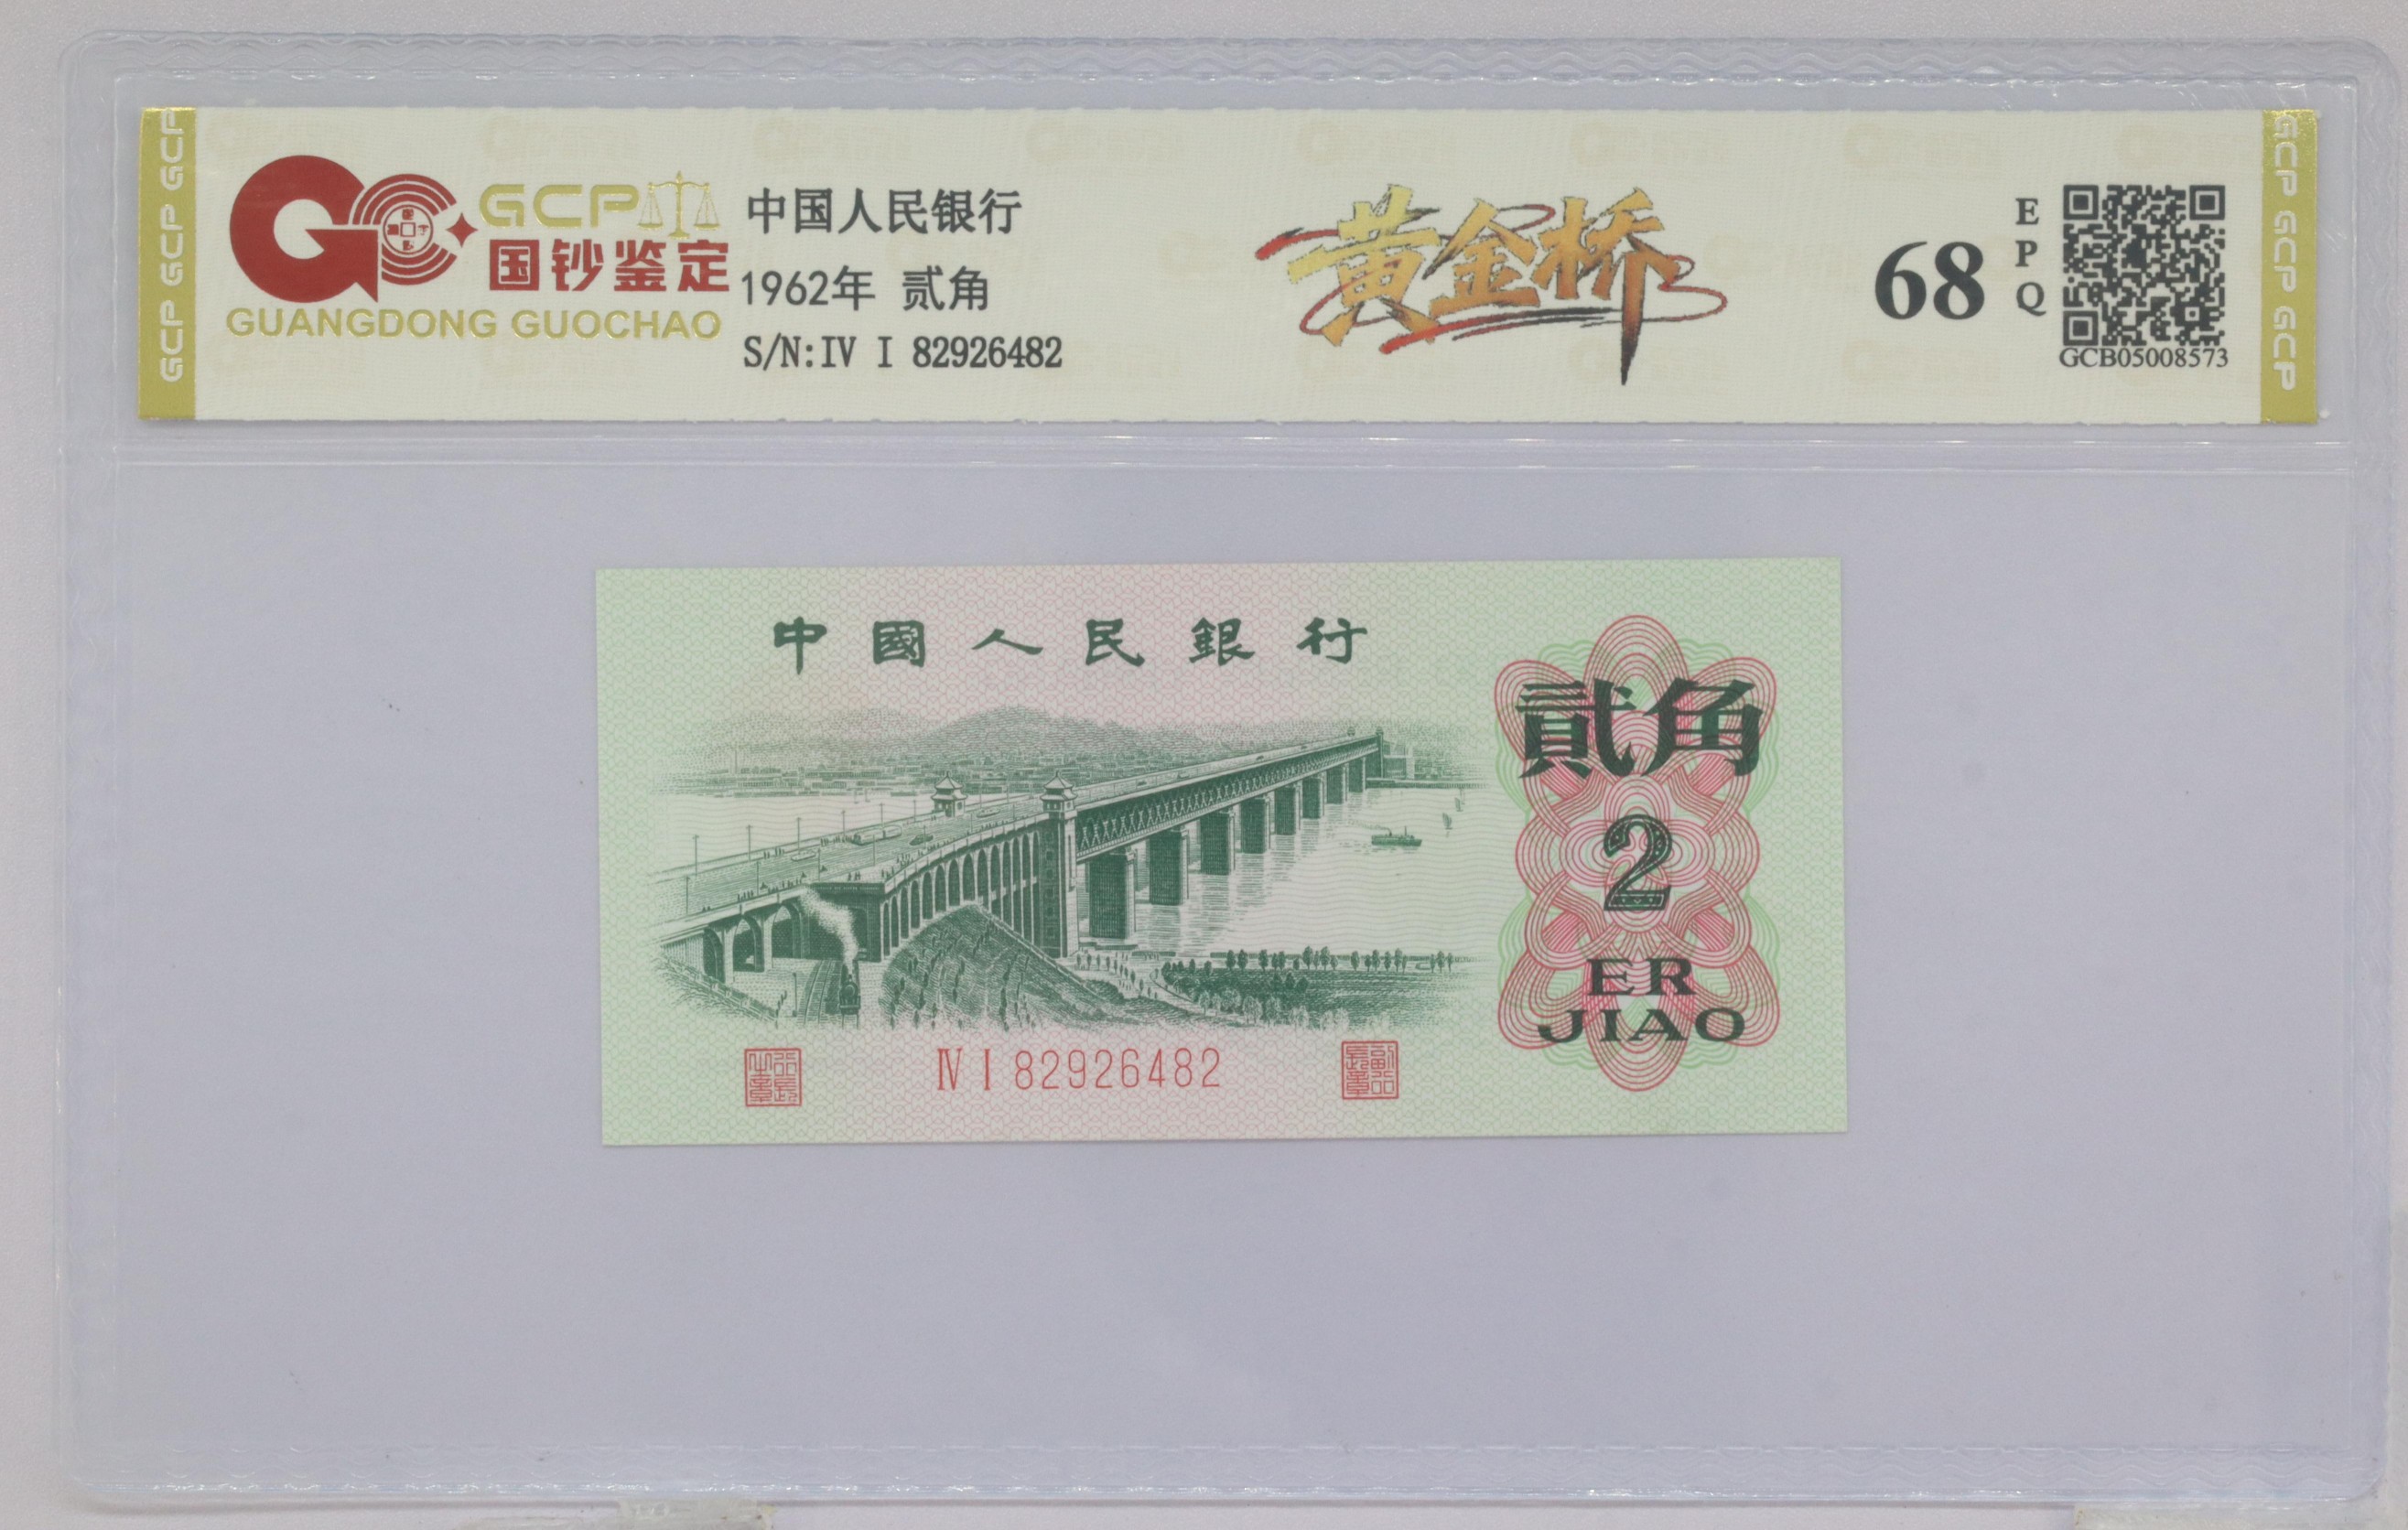 GCP GCP GCP
GCP
国钞鉴定
GUANGDONG GUOCHAO
中国人民银行
1962年 贰角
S/N:IV I 82926482
黄金桥
68
E
P
Q
GCB05008573
GCP GCP GCP
中國人民銀行
貳角
2
ER
JIAO
IV I 82926482